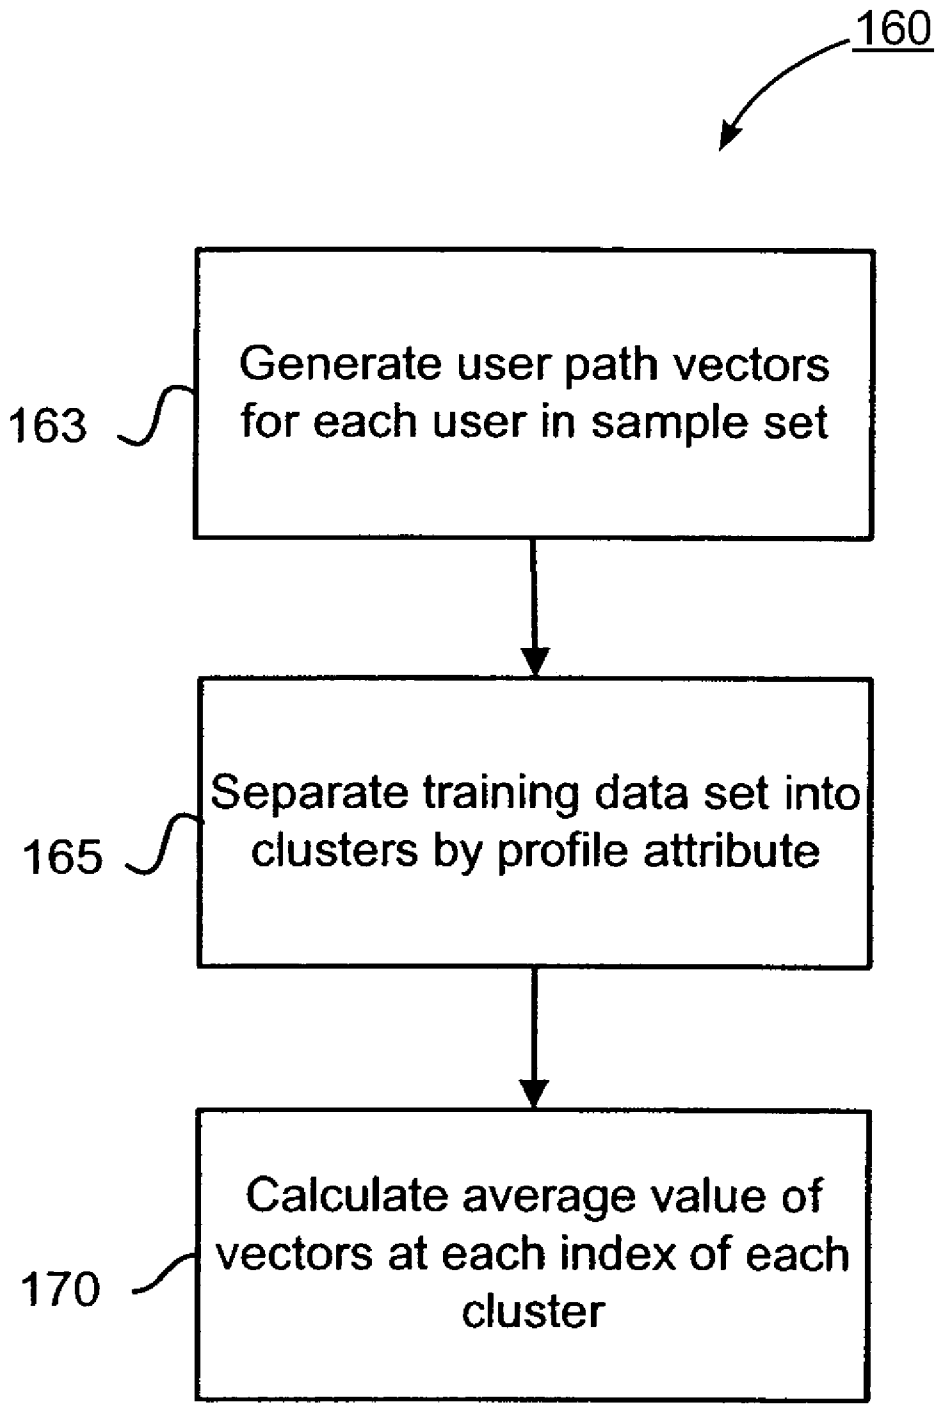 160
Generate user path vectors
for each user in sample set
163
Separate training data set into
clusters by profile attribute
165
Calculate average value of
vectors at each index of each
cluster
170